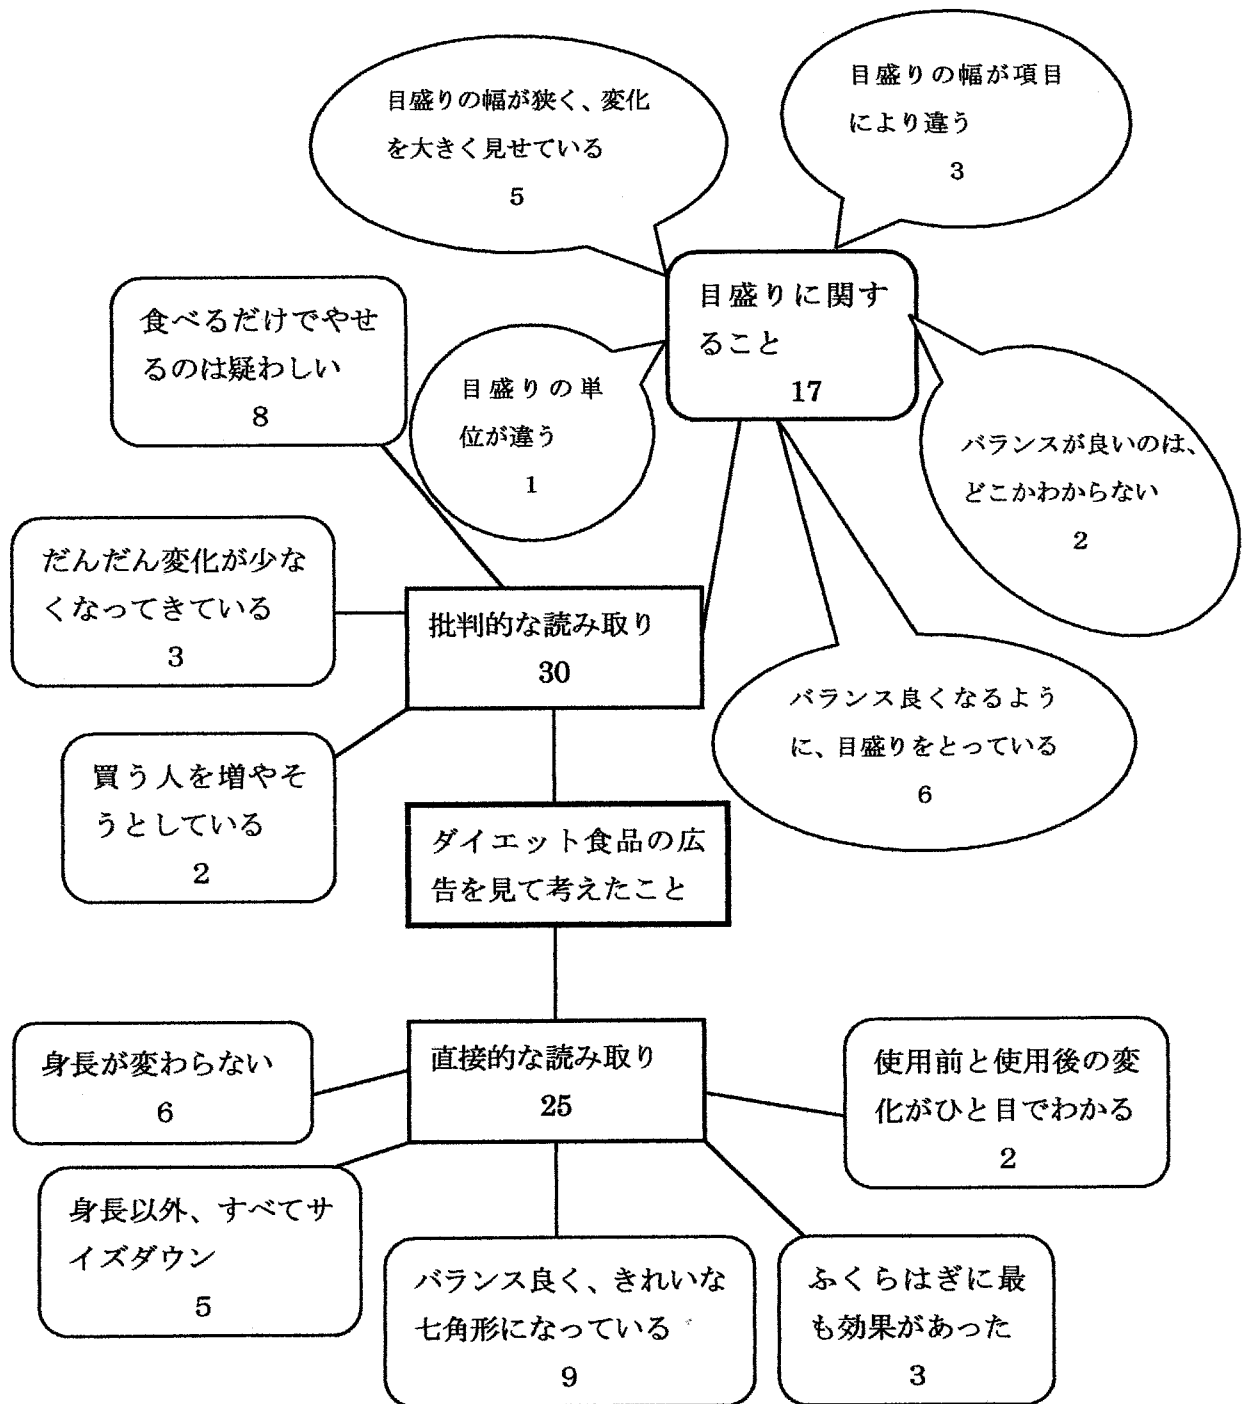 目盛りの幅が狭く、変化
を大きく見せている
5
目盛りの幅が項目
により違う
3
目盛りに関す
ること
17
食べるだけでやせ
るのは疑わしい
8
目盛りの単
位が違う
1
バランスが良いのは、
どこかわからない
2
だんだん変化が少な
くなってきている
3
批判的な読み取り
30
バランス良くなるよう
に、目盛りをとっている
6
買う人を増やそ
うとしている
2
ダイエット食品の広
告を見て考えたこと
身長が変わらない
6
直接的な読み取り
25
使用前と使用後の変
化がひと目でわかる
2
身長以外、すべてサ
イズダウン
5
バランス良く、きれいな
七角形になっている
9
ふくらはぎに最
も効果があった
3